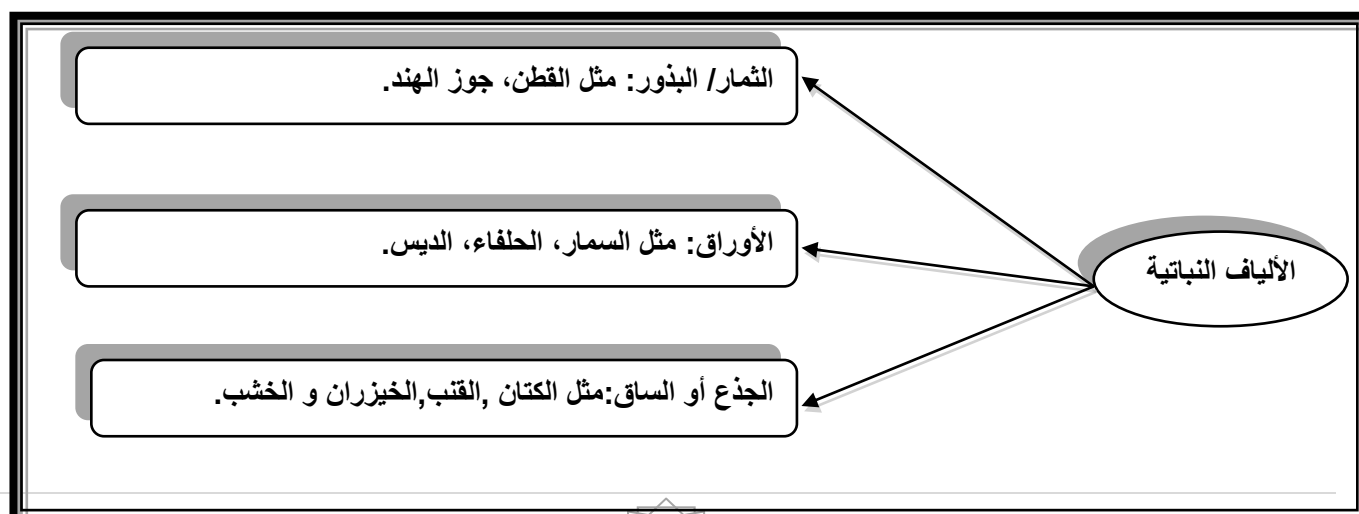 الثمار/ البذور: مثل القطن، جوز الهند.
الأوراق: مثل السمار، الحلفاء، الديس.
الألياف النباتية
الجذع أو الساق:مثل الكتان ,القنب,الخيزران و الخشب.